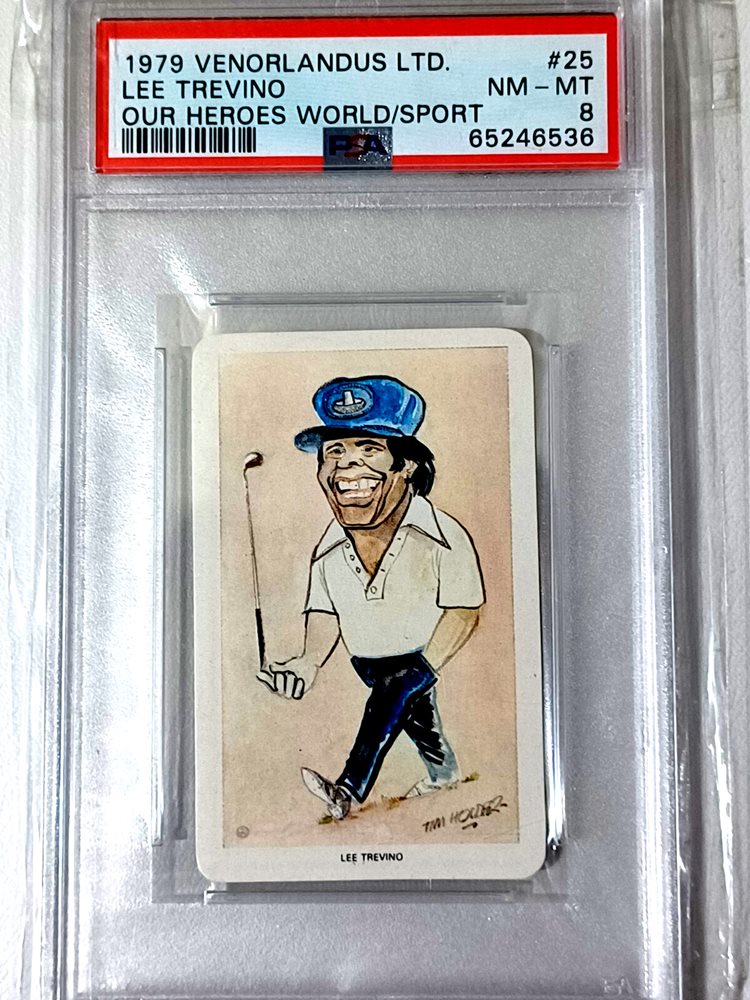 1979 VENORLANDUS LTD. #25
LEE TREVINO NM – MT
OUR HEROES WORLD/SPORT 8
PSA 65246536
TIM HOLDER
LEE TREVINO